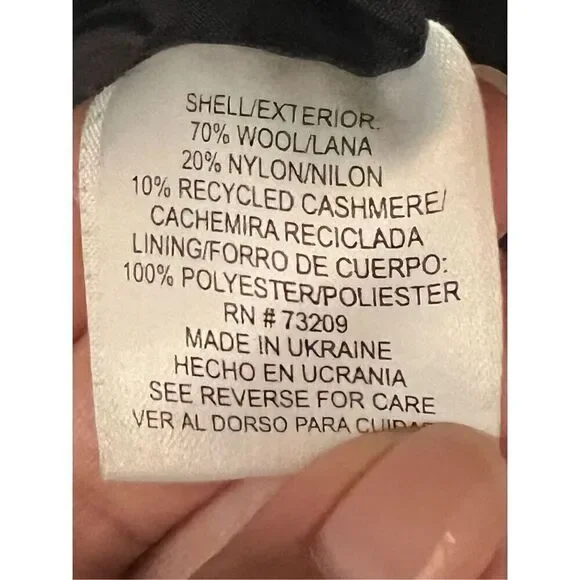 SHELL/EXTERIOR:
70% WOOL/LANA
20% NYLON/NILON
10% RECYCLED CASHMERE/
CACHEMIRA RECICLADA
LINING/FORRO DE CUERPO:
100% POLYESTER/POLIESTER
RN # 73209
MADE IN UKRAINE
HECHO EN UCRANIA
SEE REVERSE FOR CARE
VER AL DORSO PARA